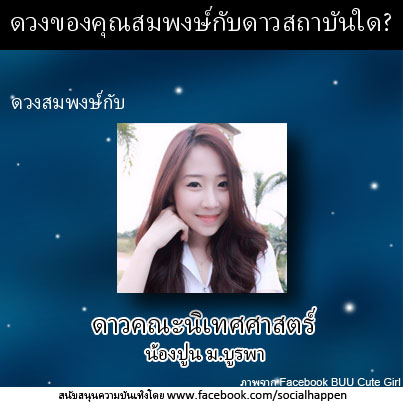 ดวงของคุณสมพงษ์กับดาวสถาบันใด?
ดวงสมพงษ์กับ
ดาวคณะนิเทศศาสตร์
น้องปูน ม.บูรพา
ภาพจาก Facebook BUU Cute Girl
สนับสนุนความบันเทิงโดย www.facebook.com/socialhappen